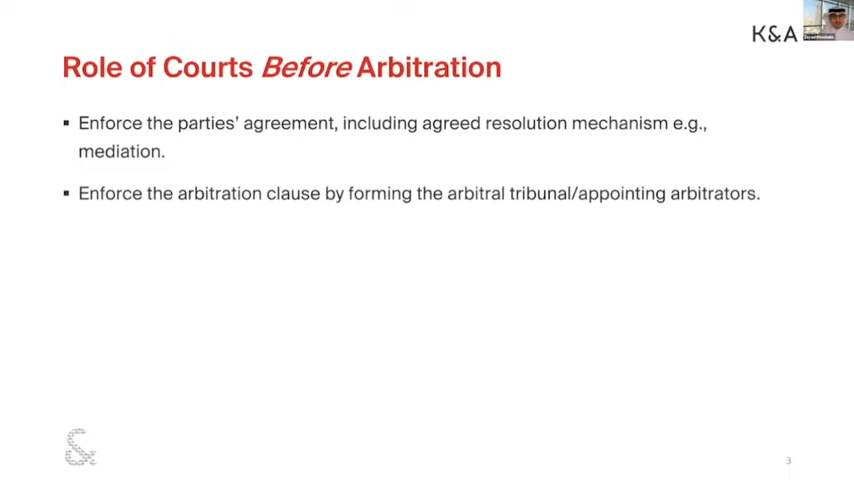 K&A
Role of Courts Before Arbitration
▪ Enforce the parties' agreement, including agreed resolution mechanism e.g.,
mediation.
▪ Enforce the arbitration clause by forming the arbitral tribunal/appointing arbitrators.
&
3